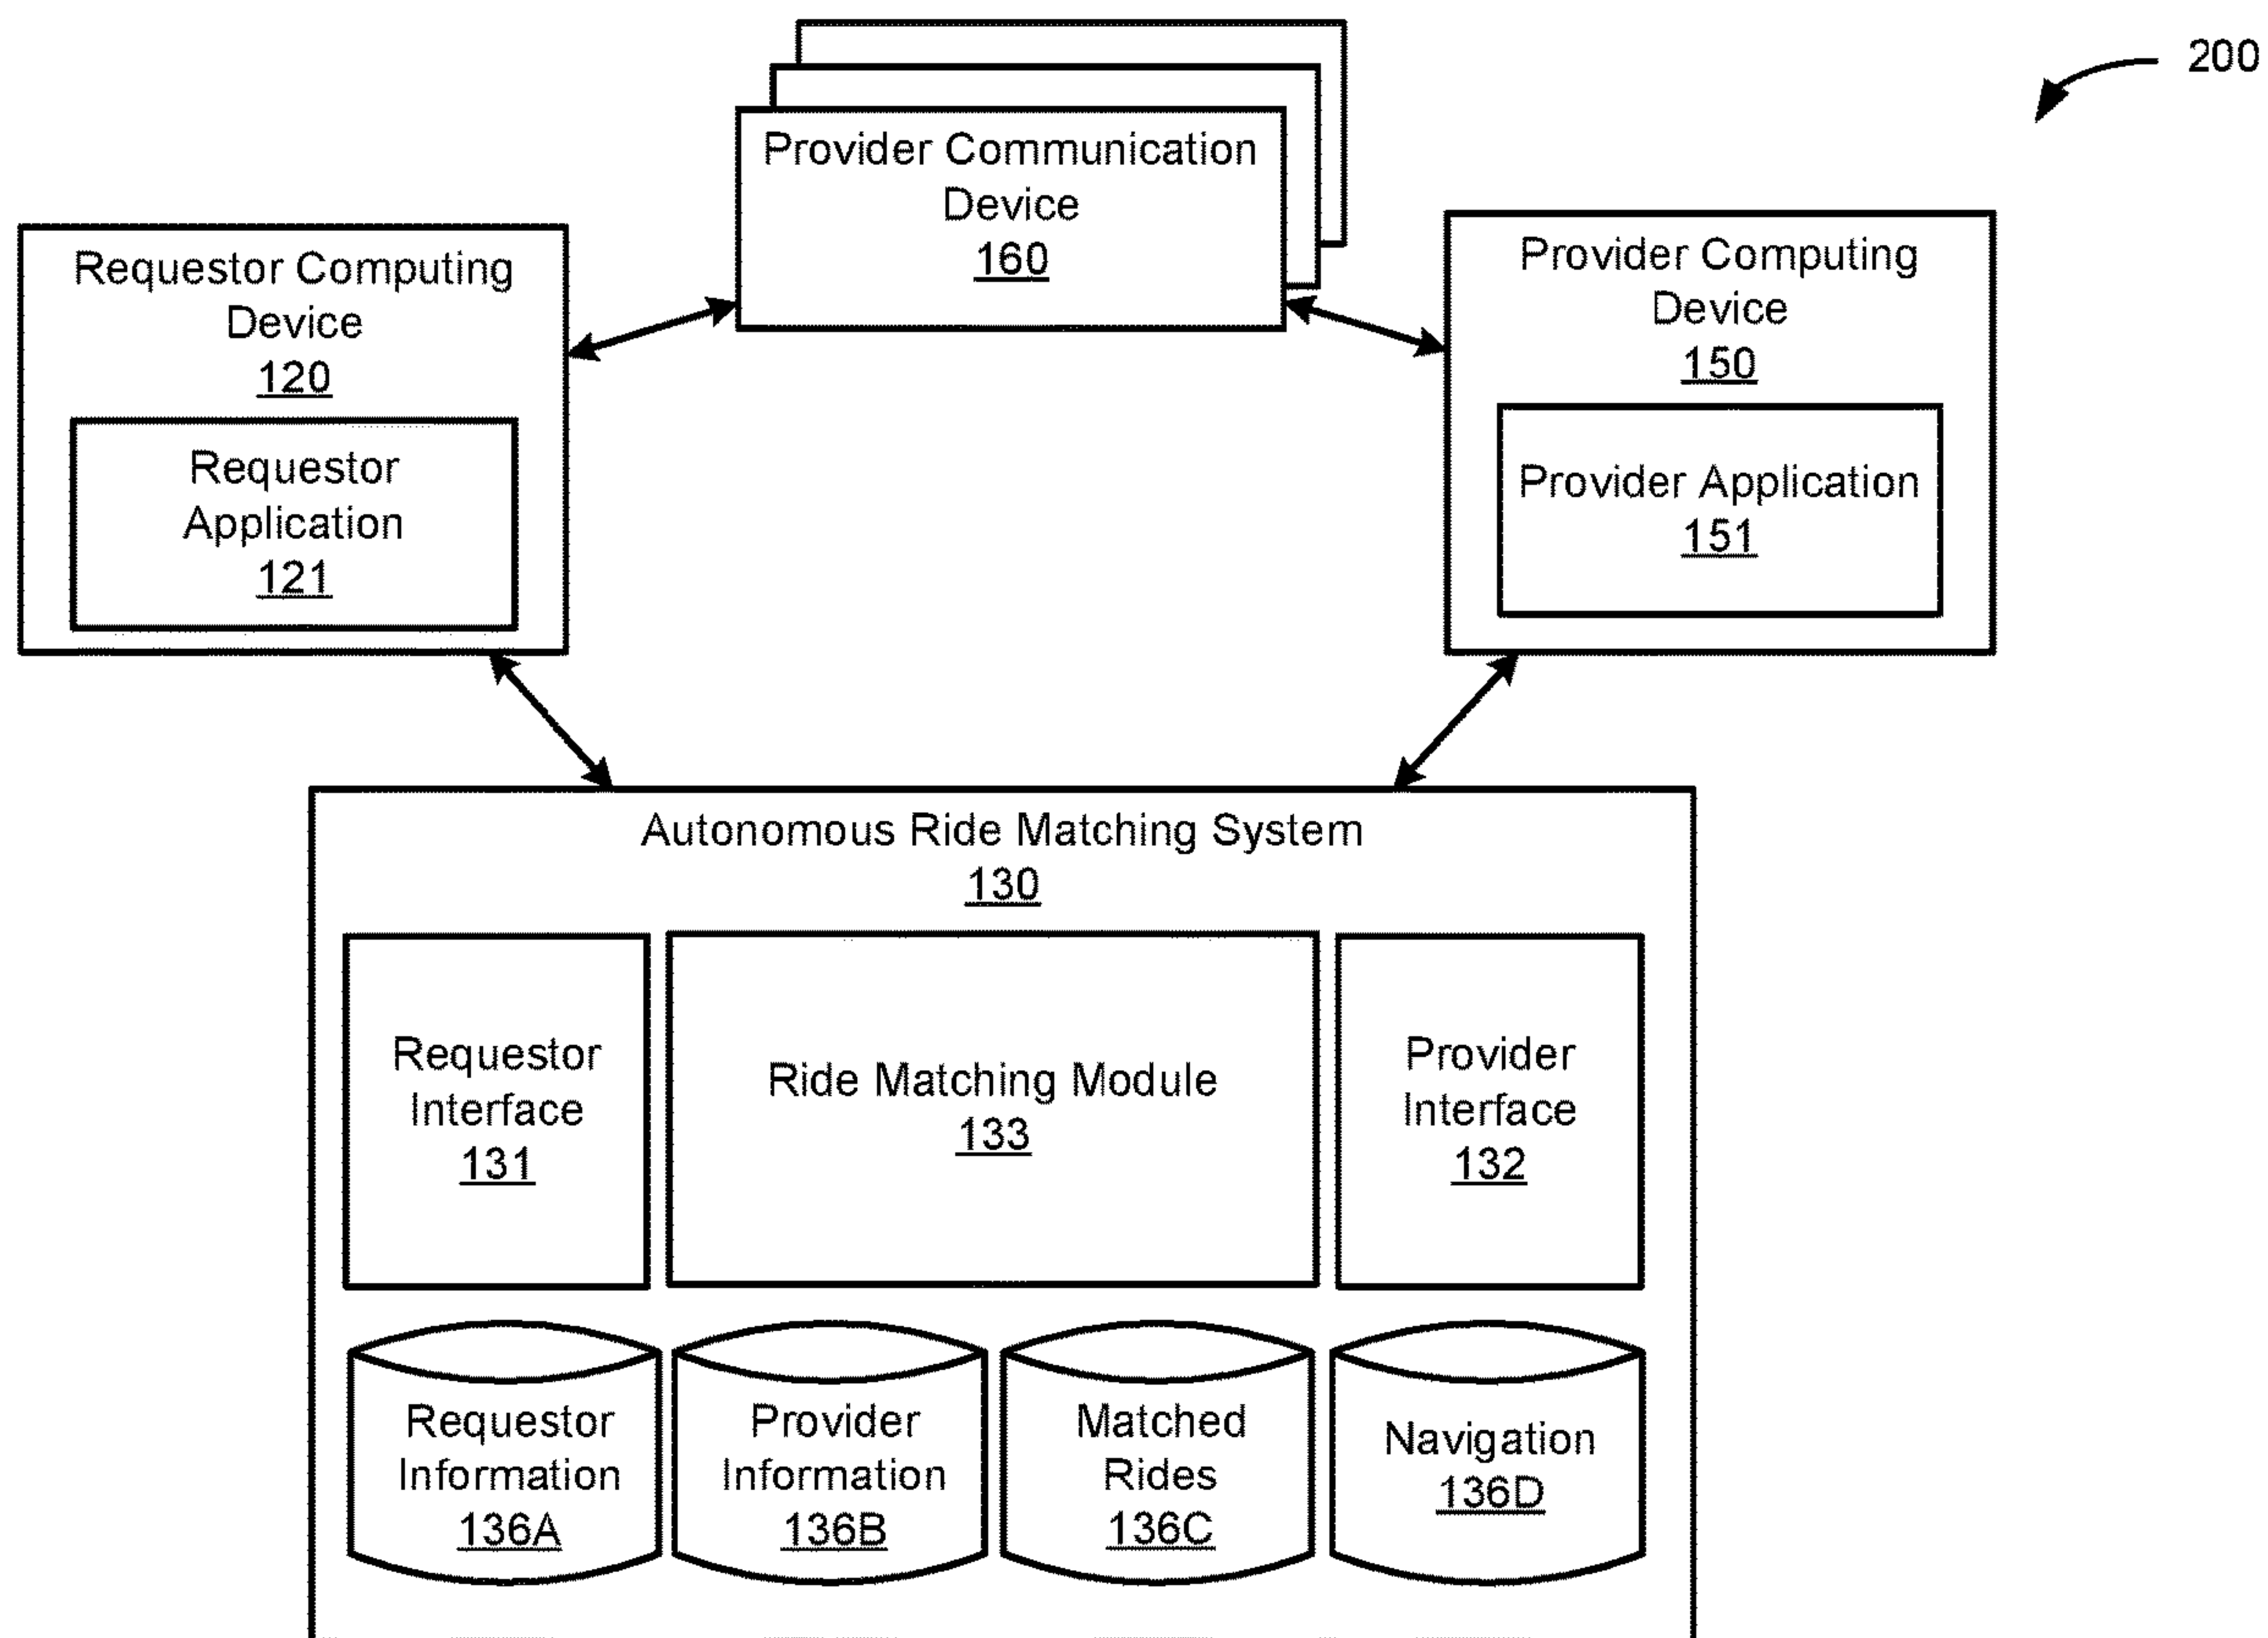 200
Provider Communication
Device
160
Requestor Computing
Device
120
Requestor
Application
121
Provider Computing
Device
150
Provider Application
151
Autonomous Ride Matching System
130
Requestor
Interface
131
Ride Matching Module
133
Provider
Interface
132
Requestor
Information
136A
Provider
Information
136B
Matched
Rides
136C
Navigation
136D